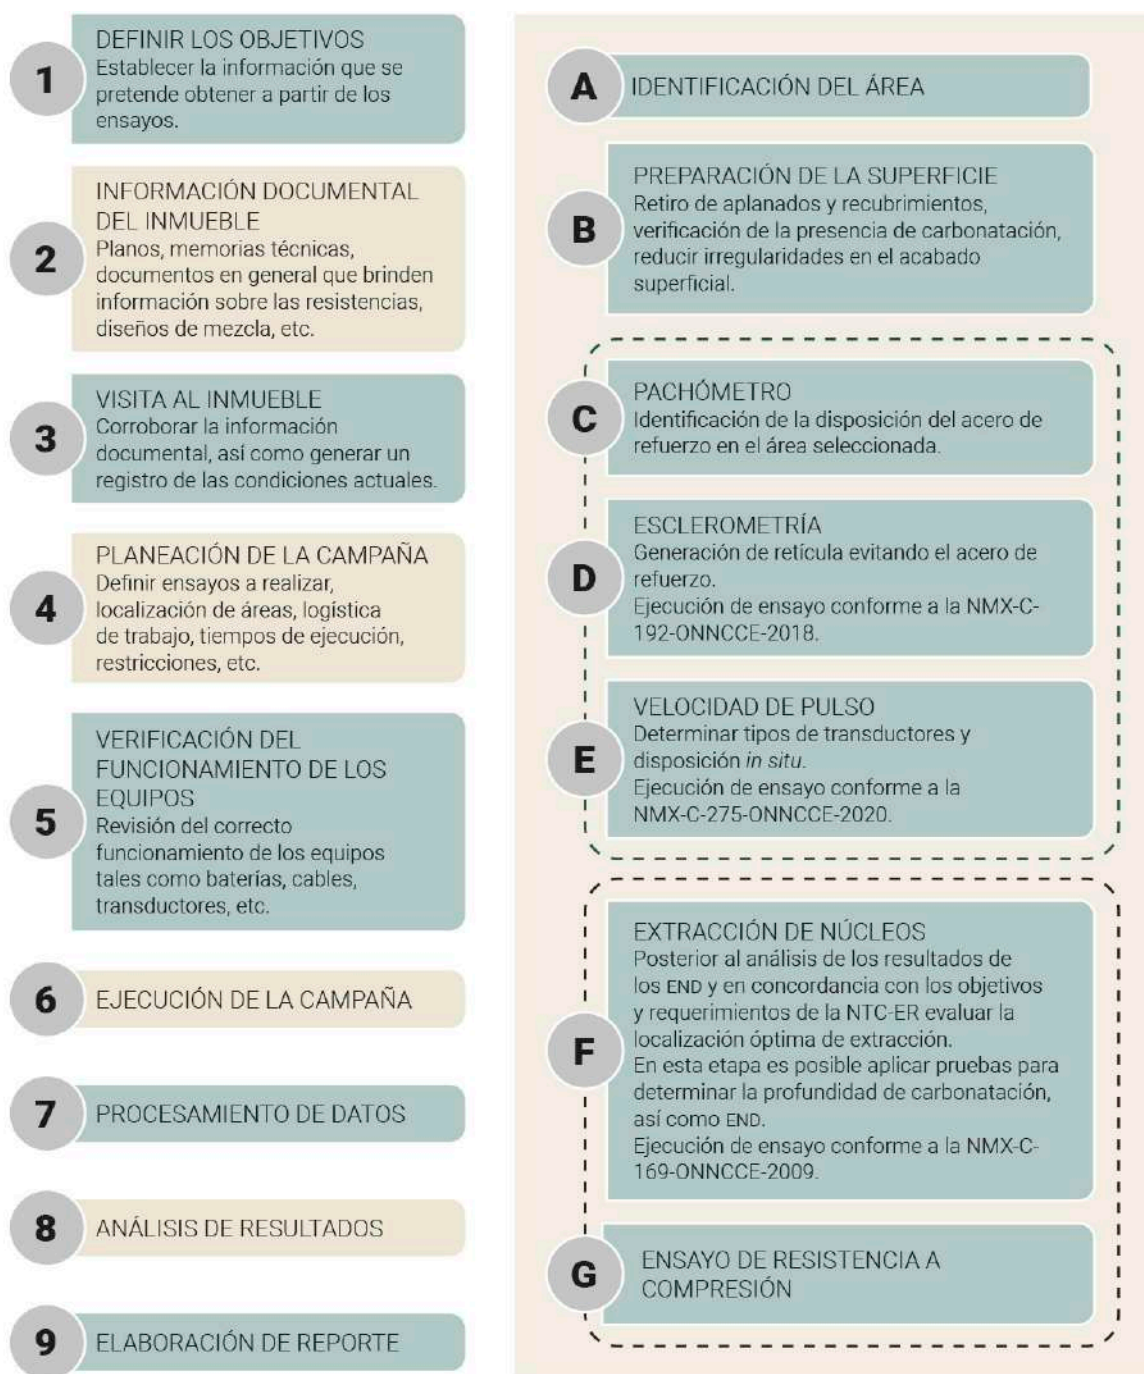 1
DEFINIR LOS OBJETIVOS
Establecer la información que se
pretende obtener a partir de los
ensayos.
2
INFORMACIÓN DOCUMENTAL
DEL INMUEBLE
Planos, memorias técnicas,
documentos en general que brinden
información sobre las resistencias,
diseños de mezcla, etc.
3
VISITA AL INMUEBLE
Corroborar la información
documental, así como generar un
registro de las condiciones actuales.
4
PLANEACIÓN DE LA CAMPAÑA
Definir ensayos a realizar,
localización de áreas, logística
de trabajo, tiempos de ejecución,
restricciones, etc.
5
VERIFICACIÓN DEL
FUNCIONAMIENTO DE LOS
EQUIPOS
Revisión del correcto
funcionamiento de los equipos
tales como baterías, cables,
transductores, etc.
6
EJECUCIÓN DE LA CAMPAÑA
7
PROCESAMIENTO DE DATOS
8
ANÁLISIS DE RESULTADOS
9
ELABORACIÓN DE REPORTE
A
IDENTIFICACIÓN DEL ÁREA
B
PREPARACIÓN DE LA SUPERFICIE
Retiro de aplanados y recubrimientos,
verificación de la presencia de carbonatación,
reducir irregularidades en el acabado
superficial.
C
PACHÓMETRO
Identificación de la disposición del acero de
refuerzo en el área seleccionada.
D
ESCLEROMETRÍA
Generación de retícula evitando el acero de
refuerzo.
Ejecución de ensayo conforme a la NMX-C-
192-ONNCCE-2018.
E
VELOCIDAD DE PULSO
Determinar tipos de transductores y
disposición in situ.
Ejecución de ensayo conforme a la
NMX-C-275-ONNCCE-2020.
F
EXTRACCIÓN DE NÚCLEOS
Posterior al análisis de los resultados de
los END y en concordancia con los objetivos
y requerimientos de la NTC-ER evaluar la
localización óptima de extracción.
En esta etapa es posible aplicar pruebas para
determinar la profundidad de carbonatación,
así como END.
Ejecución de ensayo conforme a la NMX-C-
169-ONNCCE-2009.
G
ENSAYO DE RESISTENCIA A
COMPRESIÓN